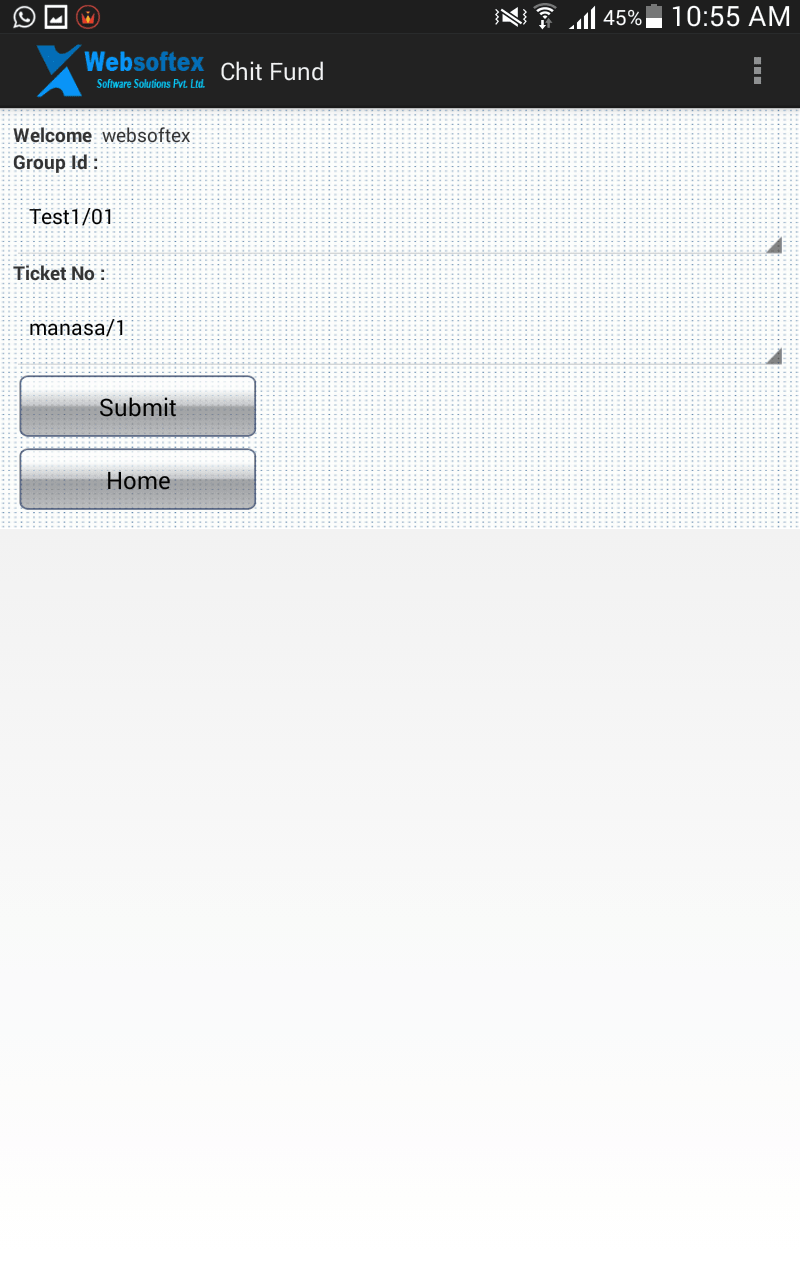 45% 10:55 AM
Websoftex
Software Solutions Pvt. Ltd.
Chit Fund
Welcome websoftex
Group Id :
Test1/01
Ticket No :
manasa/1
Submit
Home